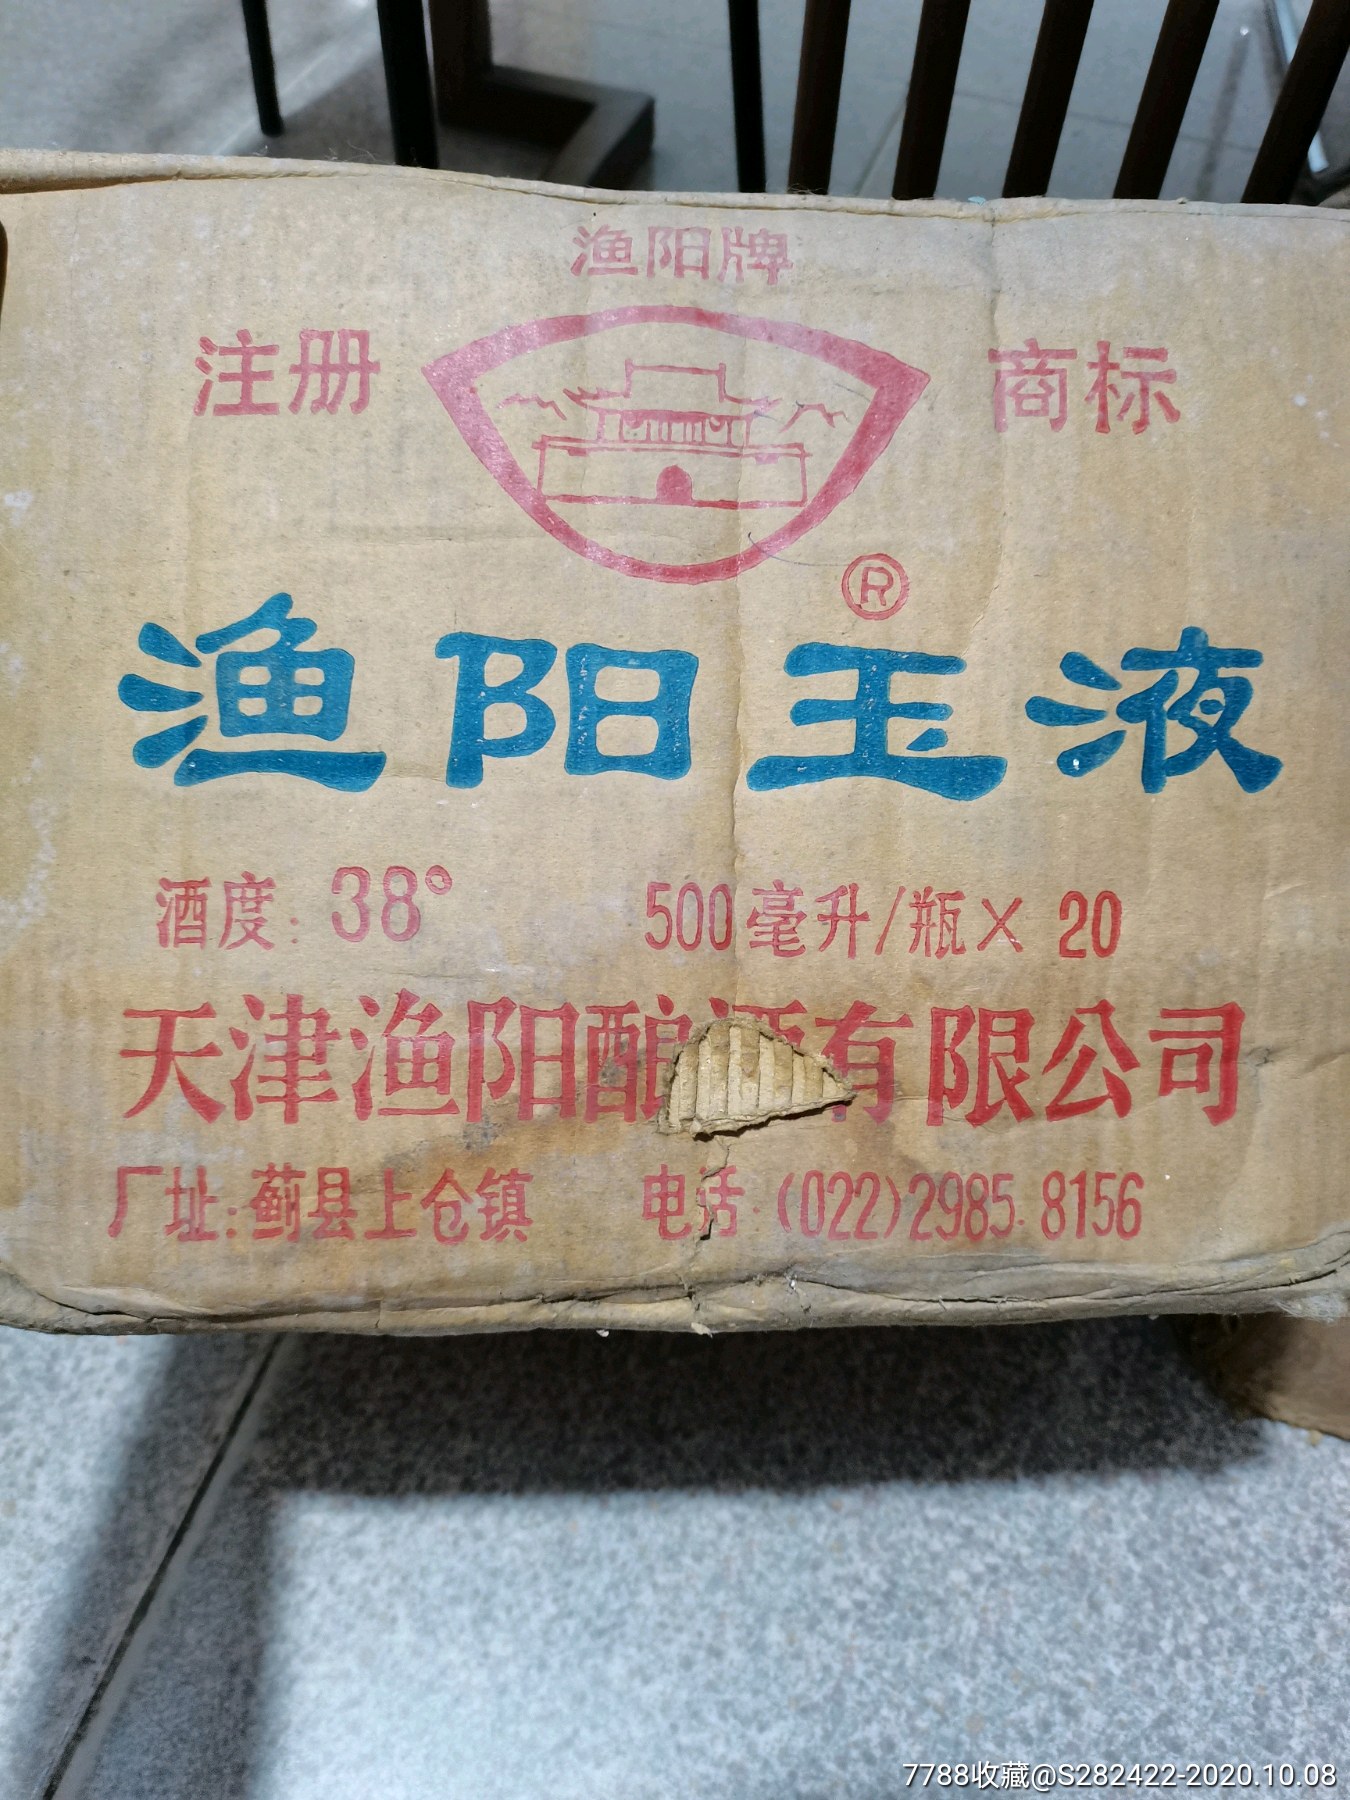 渔阳牌
注册 商标
®
渔阳玉液
酒度: 38° 500毫升/瓶×20
天津渔阳酿酒有限公司
厂址:蓟县上仓镇 电话:(022)2985.8156
7788收藏@S282422-2020.10.08